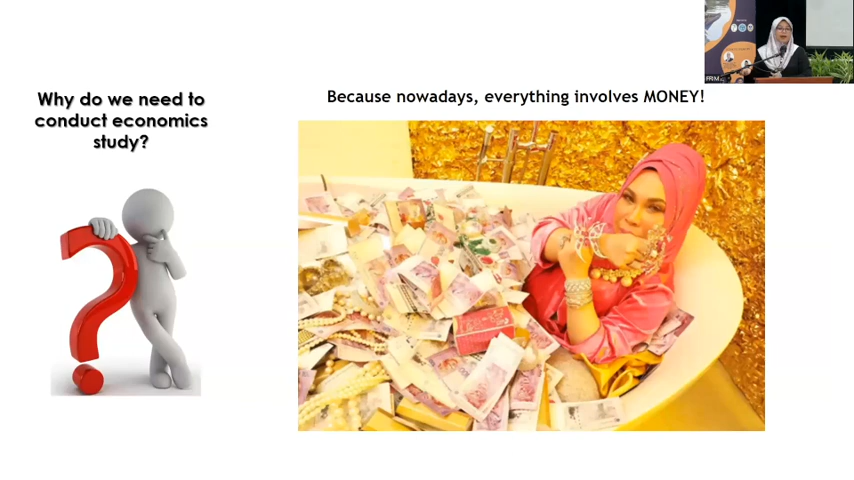 Why do we need to
conduct economics
study?
Because nowadays, everything involves MONEY!